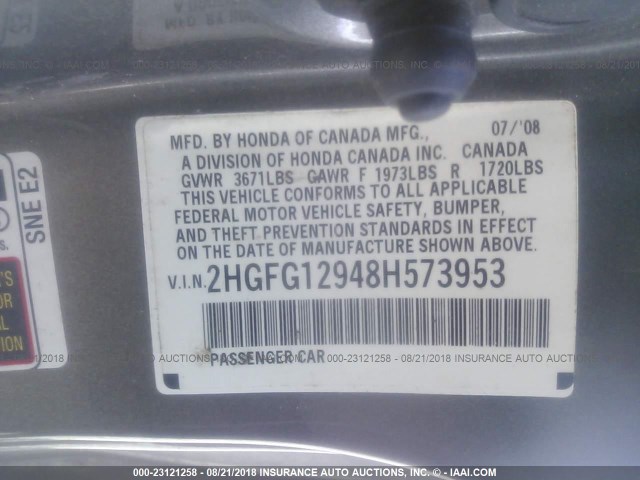 MFD. BY HONDA OF CANADA MFG., 07/'08
A DIVISION OF HONDA CANADA INC. CANADA
GVWR 3671LBS GAWR F 1973LBS R 1720LBS
THIS VEHICLE CONFORMS TO ALL APPLICABLE
FEDERAL MOTOR VEHICLE SAFETY, BUMPER,
AND THEFT PREVENTION STANDARDS IN EFFECT
ON THE DATE OF MANUFACTURE SHOWN ABOVE.
V.I.N. 2HGFG12948H573953
PASSENGER CAR
SNE E2
000-23121258 - 08/21/2018 INSURANCE AUTO AUCTIONS - © - IAAI.COM